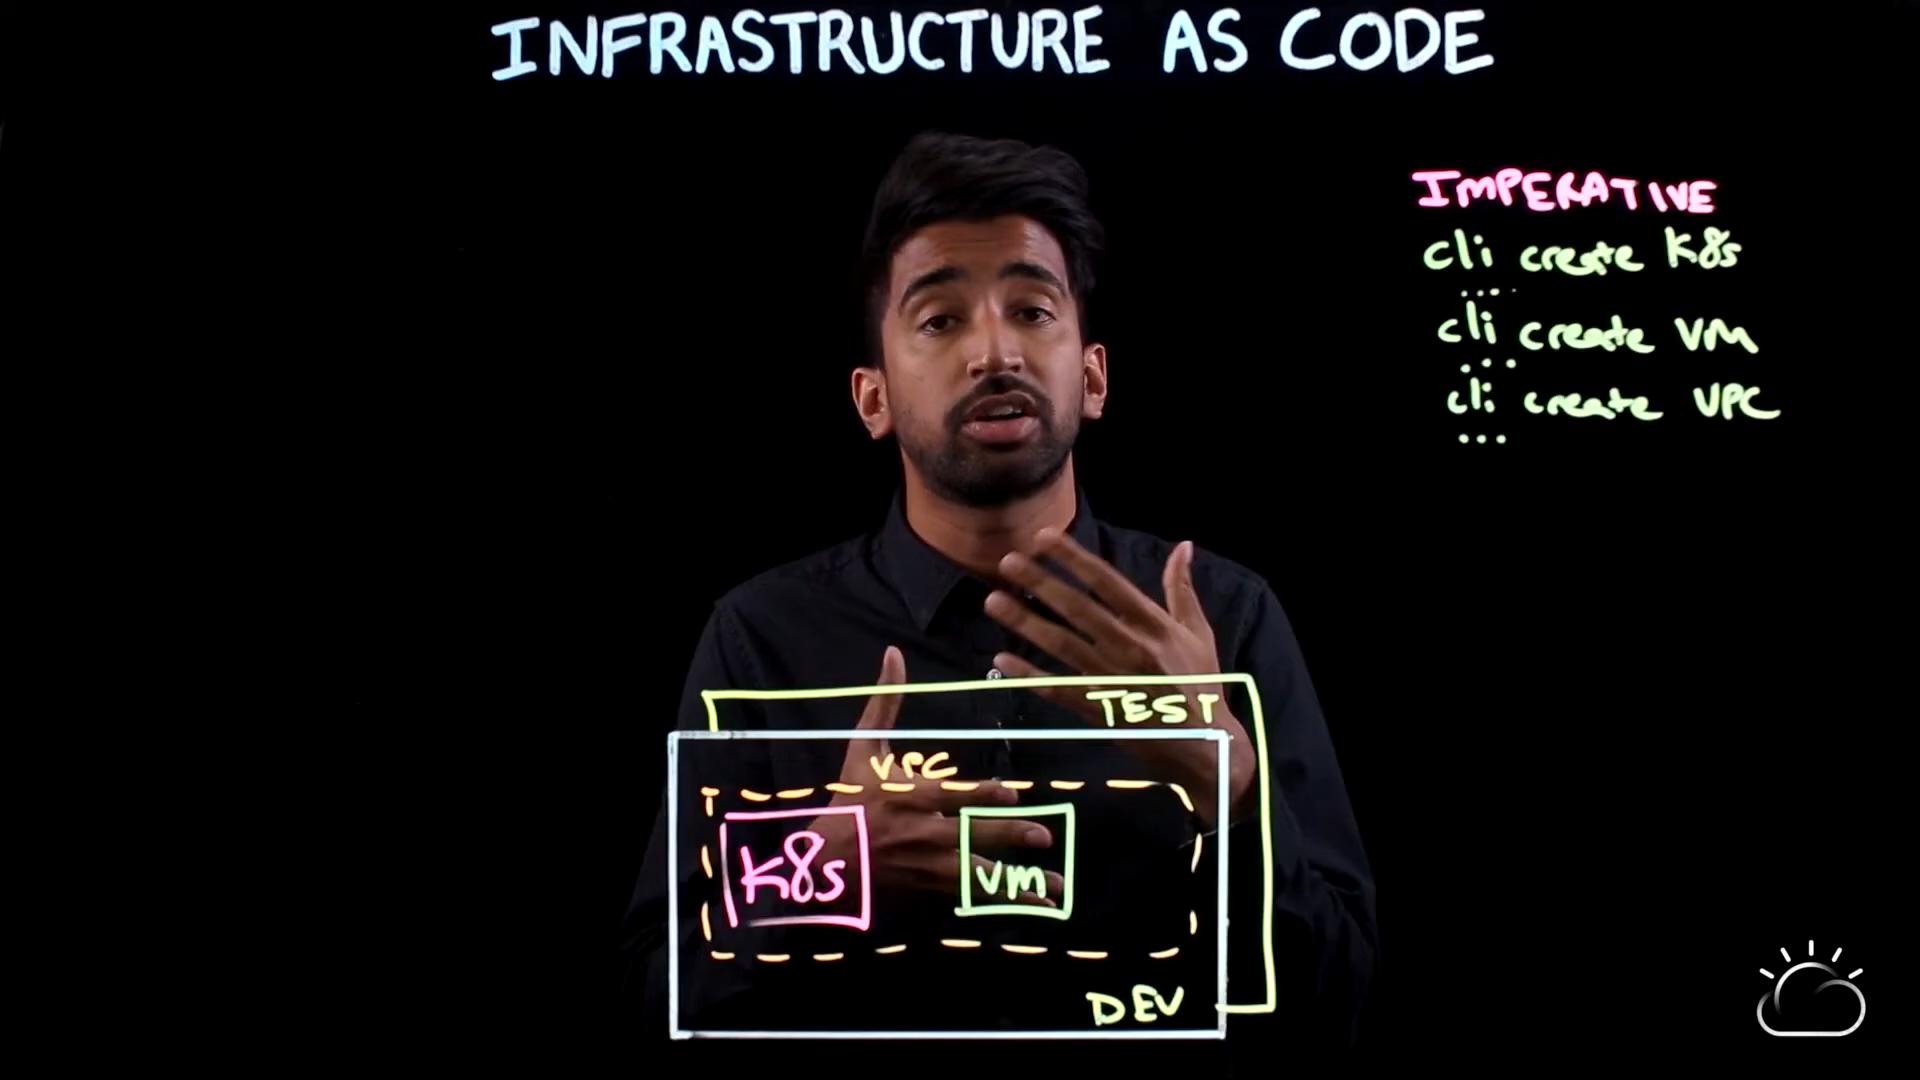 INFRASTRUCTURE AS CODE
IMPERATIVE
cli create K8s
....
cli create VM
...
cli create VPC
...
TEST
VPC
K8s
VM
DEV